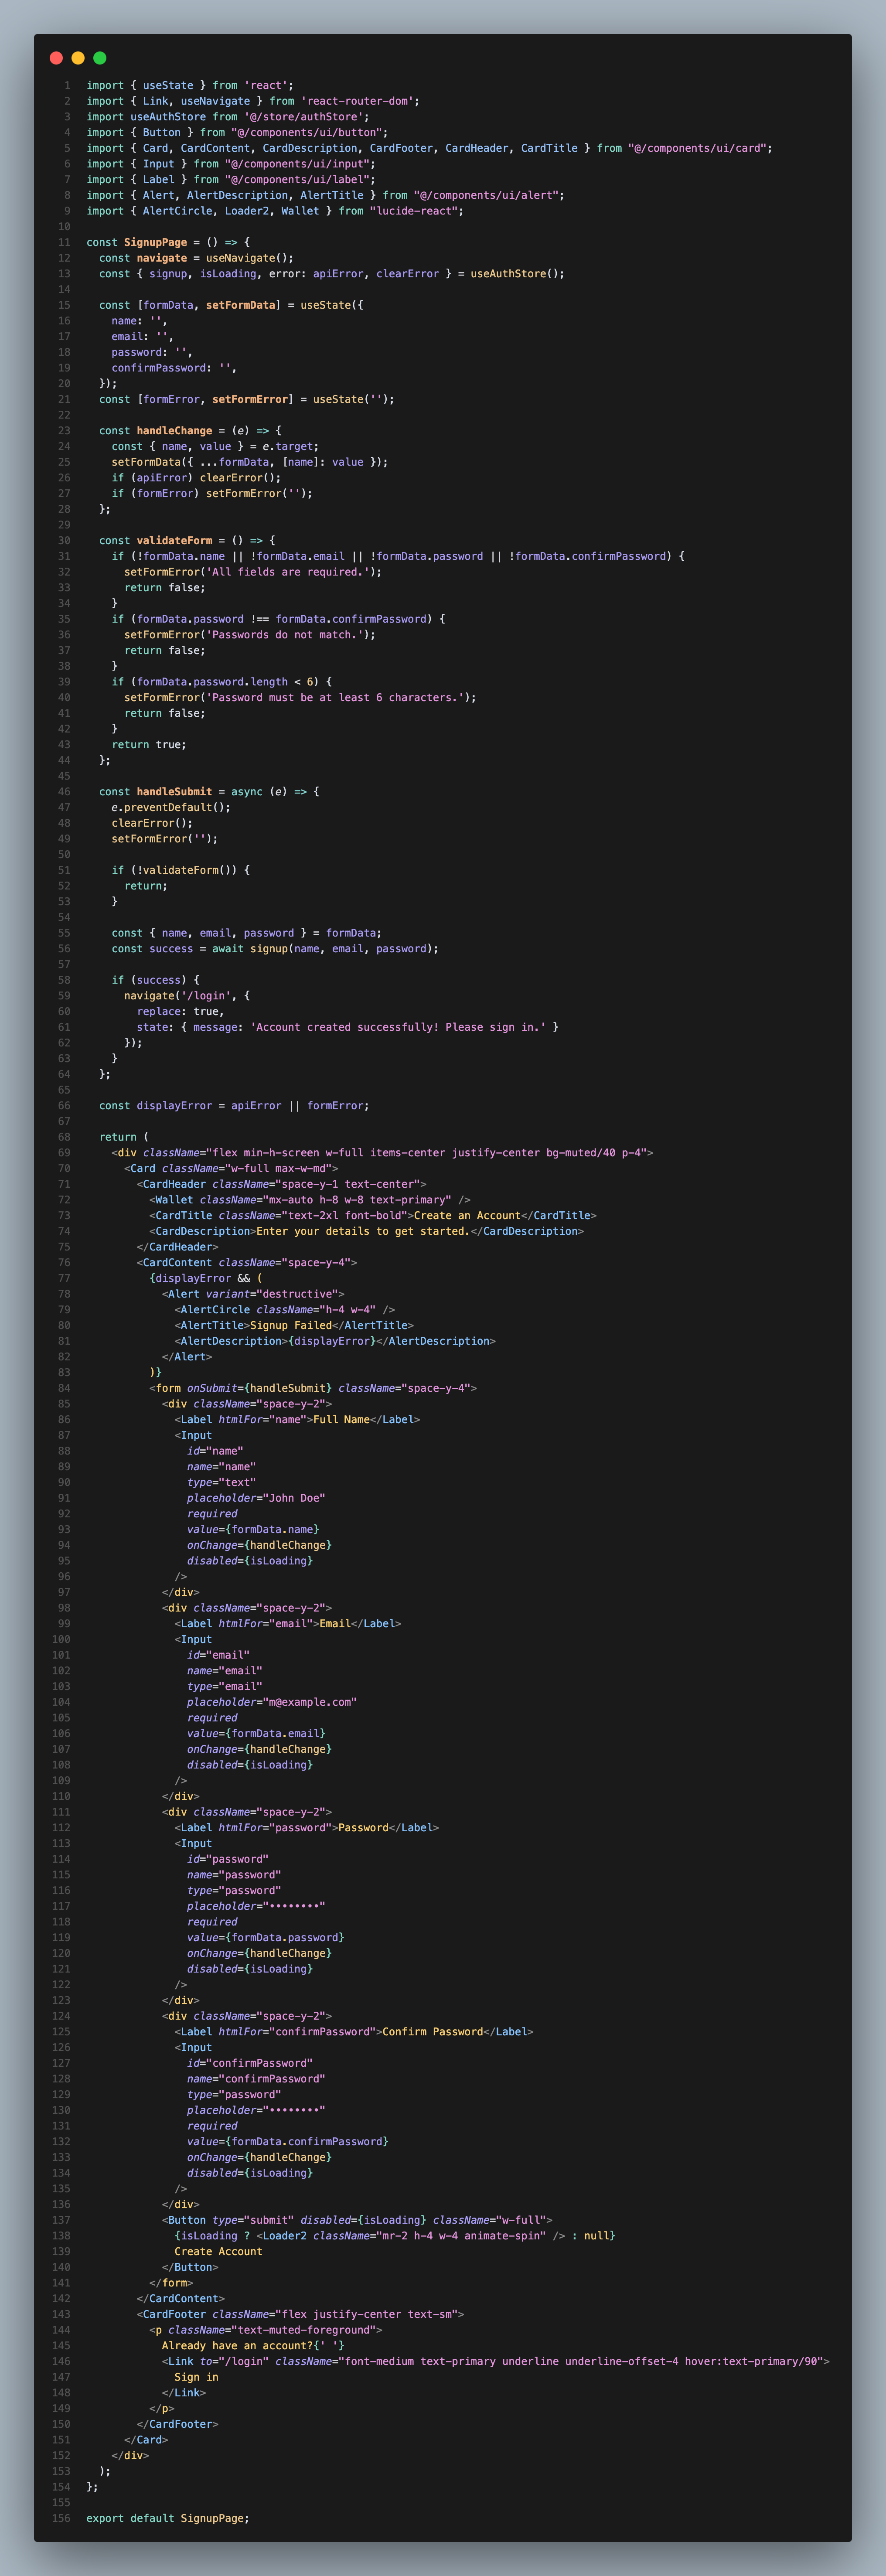 1 import { useState } from 'react';
2 import { Link, useNavigate } from 'react-router-dom';
3 import useAuthStore from '@/store/authStore';
4 import { Button } from "@/components/ui/button";
5 import { Card, CardContent, CardDescription, CardFooter, CardHeader, CardTitle } from "@/components/ui/card";
6 import { Input } from "@/components/ui/input";
7 import { Label } from "@/components/ui/label";
8 import { Alert, AlertDescription, AlertTitle } from "@/components/ui/alert";
9 import { AlertCircle, Loader2, Wallet } from "lucide-react";
10
11 const SignupPage = () => {
12   const navigate = useNavigate();
13   const { signup, isLoading, error: apiError, clearError } = useAuthStore();
14
15   const [formData, setFormData] = useState({
16     name: '',
17     email: '',
18     password: '',
19     confirmPassword: '',
20   });
21   const [formError, setFormError] = useState('');
22
23   const handleChange = (e) => {
24     const { name, value } = e.target;
25     setFormData({ ...formData, [name]: value });
26     if (apiError) clearError();
27     if (formError) setFormError('');
28   };
29
30   const validateForm = () => {
31     if (!formData.name || !formData.email || !formData.password || !formData.confirmPassword) {
32       setFormError('All fields are required.');
33       return false;
34     }
35     if (formData.password !== formData.confirmPassword) {
36       setFormError('Passwords do not match.');
37       return false;
38     }
39     if (formData.password.length < 6) {
40       setFormError('Password must be at least 6 characters.');
41       return false;
42     }
43     return true;
44   };
45
46   const handleSubmit = async (e) => {
47     e.preventDefault();
48     clearError();
49     setFormError('');
50
51     if (!validateForm()) {
52       return;
53     }
54
55     const { name, email, password } = formData;
56     const success = await signup(name, email, password);
57
58     if (success) {
59       navigate('/login', {
60         replace: true,
61         state: { message: 'Account created successfully! Please sign in.' }
62       });
63     }
64   };
65
66   const displayError = apiError || formError;
67
68   return (
69     <div className="flex min-h-screen w-full items-center justify-center bg-muted/40 p-4">
70       <Card className="w-full max-w-md">
71         <CardHeader className="space-y-1 text-center">
72           <Wallet className="mx-auto h-8 w-8 text-primary" />
73           <CardTitle className="text-2xl font-bold">Create an Account</CardTitle>
74           <CardDescription>Enter your details to get started.</CardDescription>
75         </CardHeader>
76         <CardContent className="space-y-4">
77           {displayError && (
78             <Alert variant="destructive">
79               <AlertCircle className="h-4 w-4" />
80               <AlertTitle>Signup Failed</AlertTitle>
81               <AlertDescription>{displayError}</AlertDescription>
82             </Alert>
83           )}
84           <form onSubmit={handleSubmit} className="space-y-4">
85             <div className="space-y-2">
86               <Label htmlFor="name">Full Name</Label>
87               <Input
88                 id="name"
89                 name="name"
90                 type="text"
91                 placeholder="John Doe"
92                 required
93                 value={formData.name}
94                 onChange={handleChange}
95                 disabled={isLoading}
96               />
97             </div>
98             <div className="space-y-2">
99               <Label htmlFor="email">Email</Label>
100               <Input
101                 id="email"
102                 name="email"
103                 type="email"
104                 placeholder="m@example.com"
105                 required
106                 value={formData.email}
107                 onChange={handleChange}
108                 disabled={isLoading}
109               />
110             </div>
111             <div className="space-y-2">
112               <Label htmlFor="password">Password</Label>
113               <Input
114                 id="password"
115                 name="password"
116                 type="password"
117                 placeholder="••••••••"
118                 required
119                 value={formData.password}
120                 onChange={handleChange}
121                 disabled={isLoading}
122               />
123             </div>
124             <div className="space-y-2">
125               <Label htmlFor="confirmPassword">Confirm Password</Label>
126               <Input
127                 id="confirmPassword"
128                 name="confirmPassword"
129                 type="password"
130                 placeholder="••••••••"
131                 required
132                 value={formData.confirmPassword}
133                 onChange={handleChange}
134                 disabled={isLoading}
135               />
136             </div>
137             <Button type="submit" disabled={isLoading} className="w-full">
138               {isLoading ? <Loader2 className="mr-2 h-4 w-4 animate-spin" /> : null}
139               Create Account
140             </Button>
141           </form>
142         </CardContent>
143         <CardFooter className="flex justify-center text-sm">
144           <p className="text-muted-foreground">
145             Already have an account?{' '}
146             <Link to="/login" className="font-medium text-primary underline underline-offset-4 hover:text-primary/90">
147               Sign in
148             </Link>
149           </p>
150         </CardFooter>
151       </Card>
152     </div>
153   );
154 };
155
156 export default SignupPage;